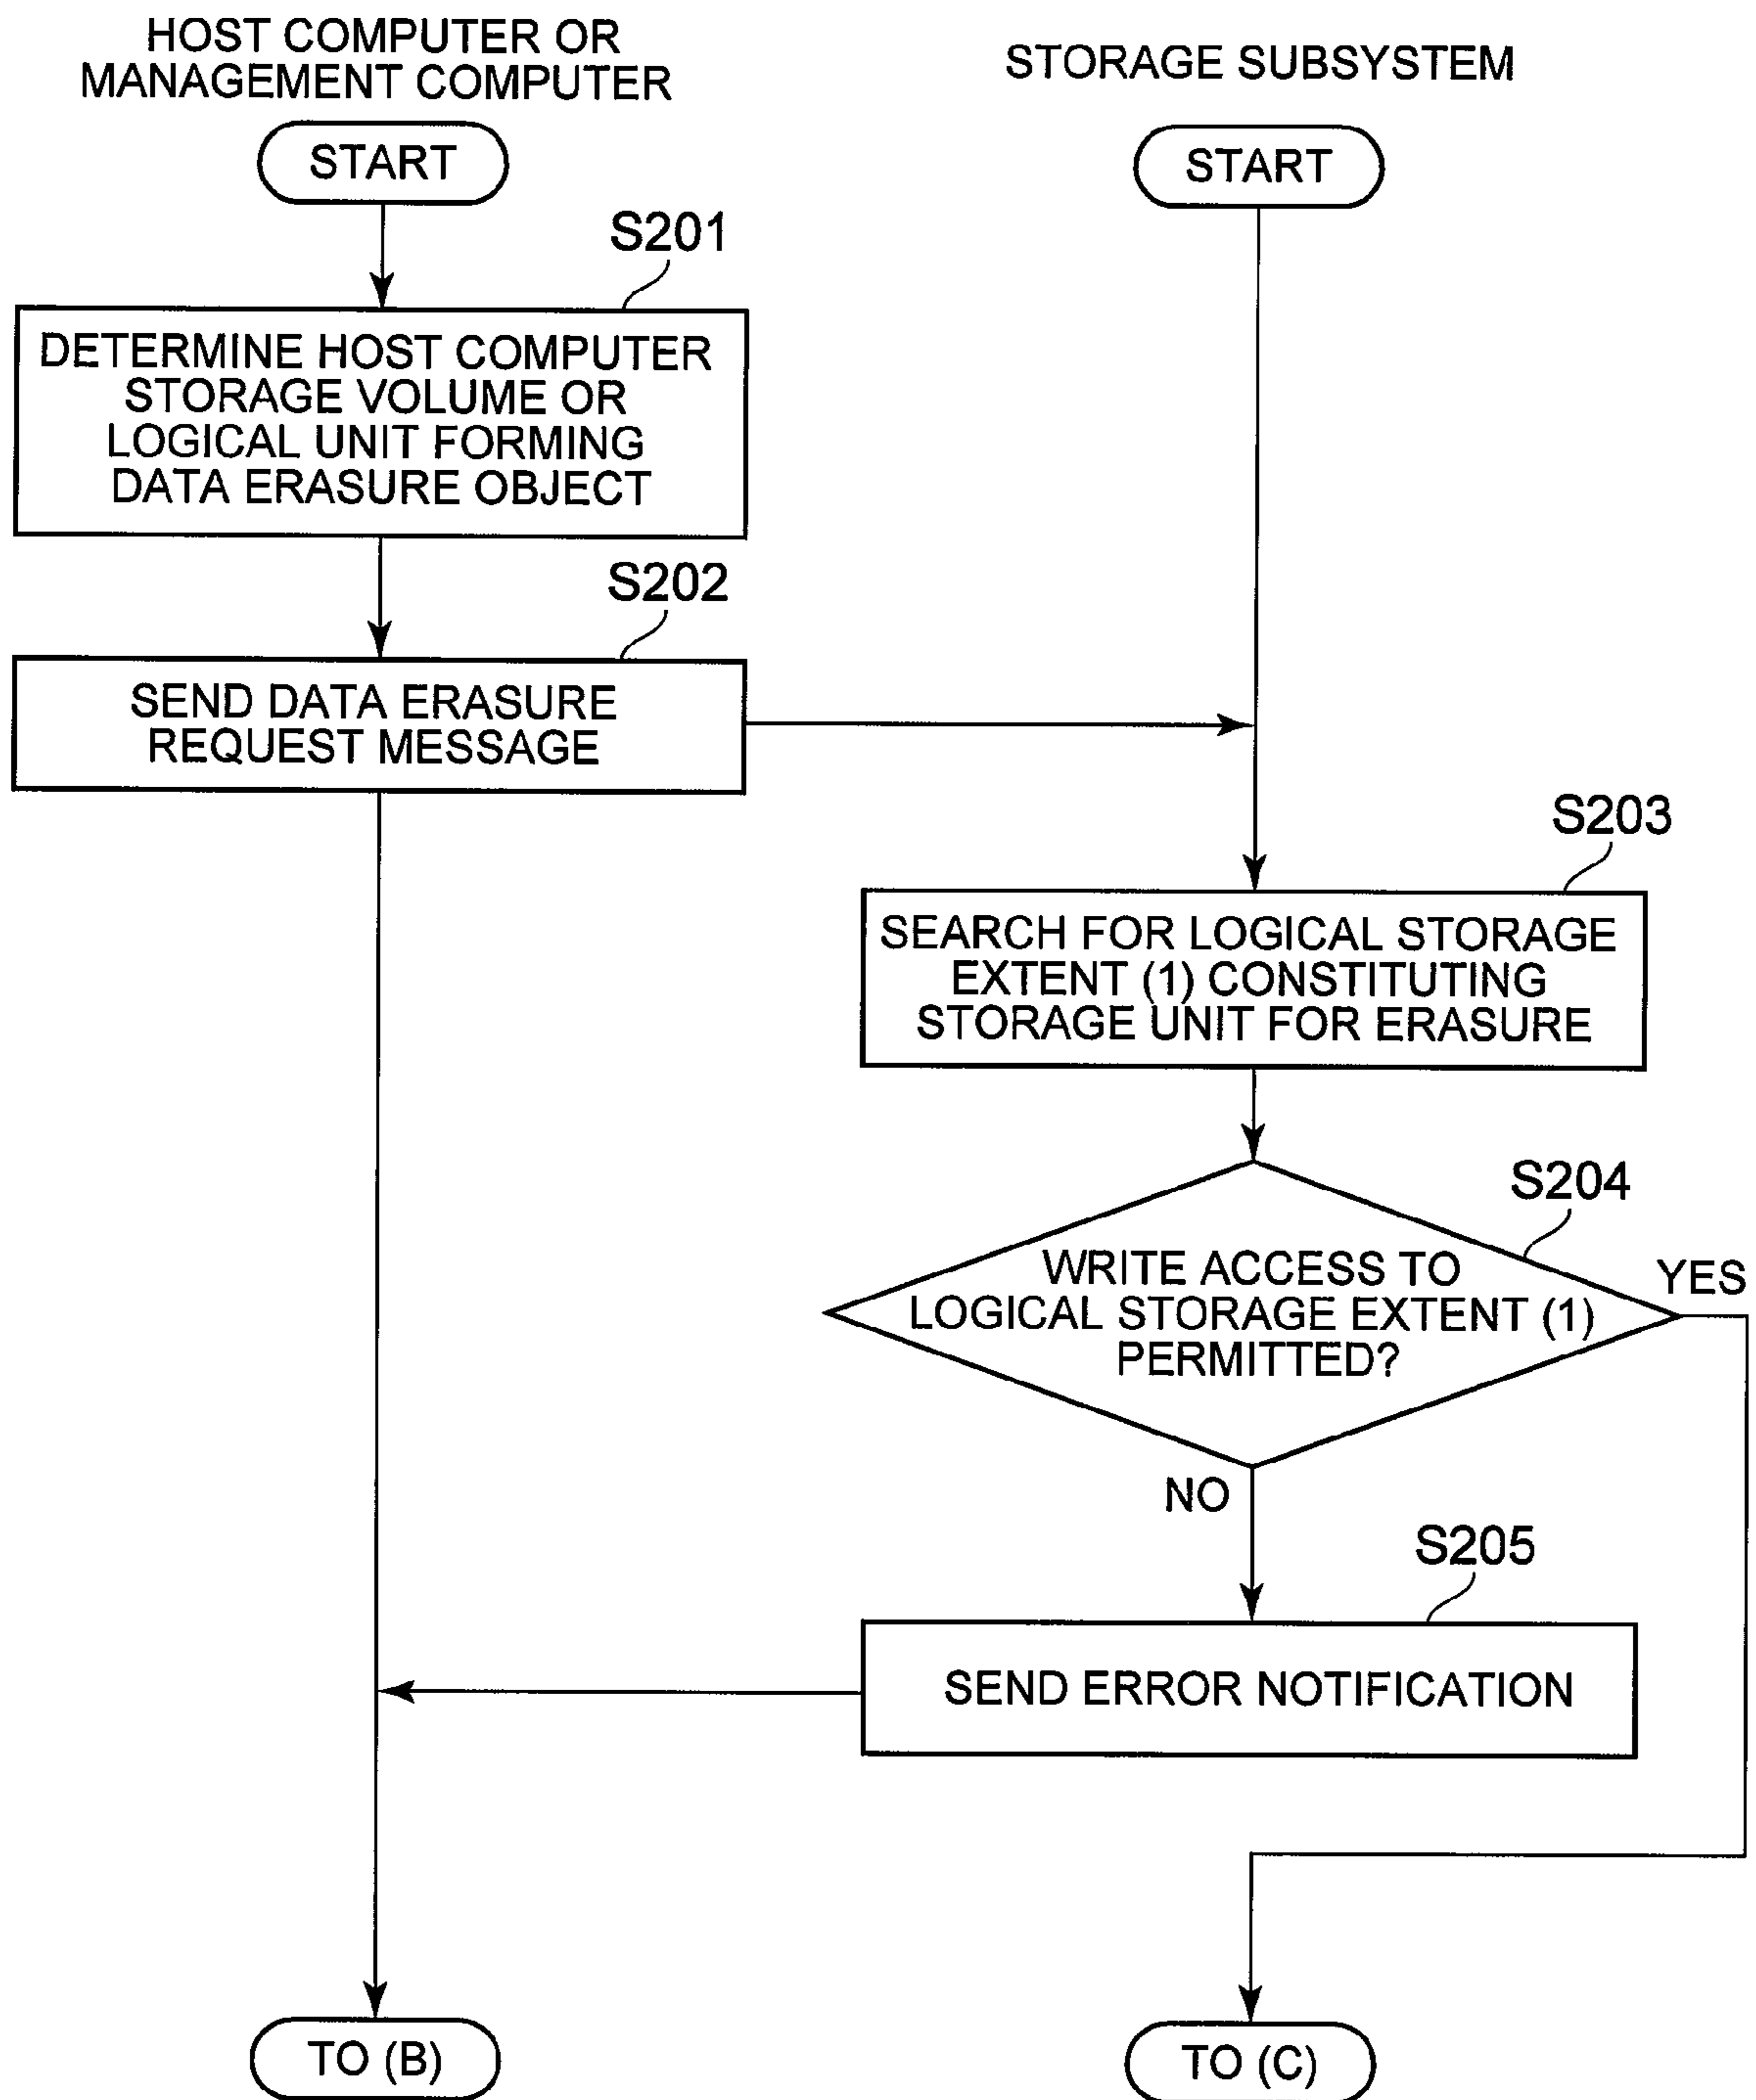 HOST COMPUTER OR
MANAGEMENT COMPUTER
STORAGE SUBSYSTEM
START
START
S201
DETERMINE HOST COMPUTER
STORAGE VOLUME OR
LOGICAL UNIT FORMING
DATA ERASURE OBJECT
S202
SEND DATA ERASURE
REQUEST MESSAGE
S203
SEARCH FOR LOGICAL STORAGE
EXTENT (1) CONSTITUTING
STORAGE UNIT FOR ERASURE
S204
WRITE ACCESS TO
LOGICAL STORAGE EXTENT (1)
PERMITTED?
YES
NO
S205
SEND ERROR NOTIFICATION
TO (B)
TO (C)